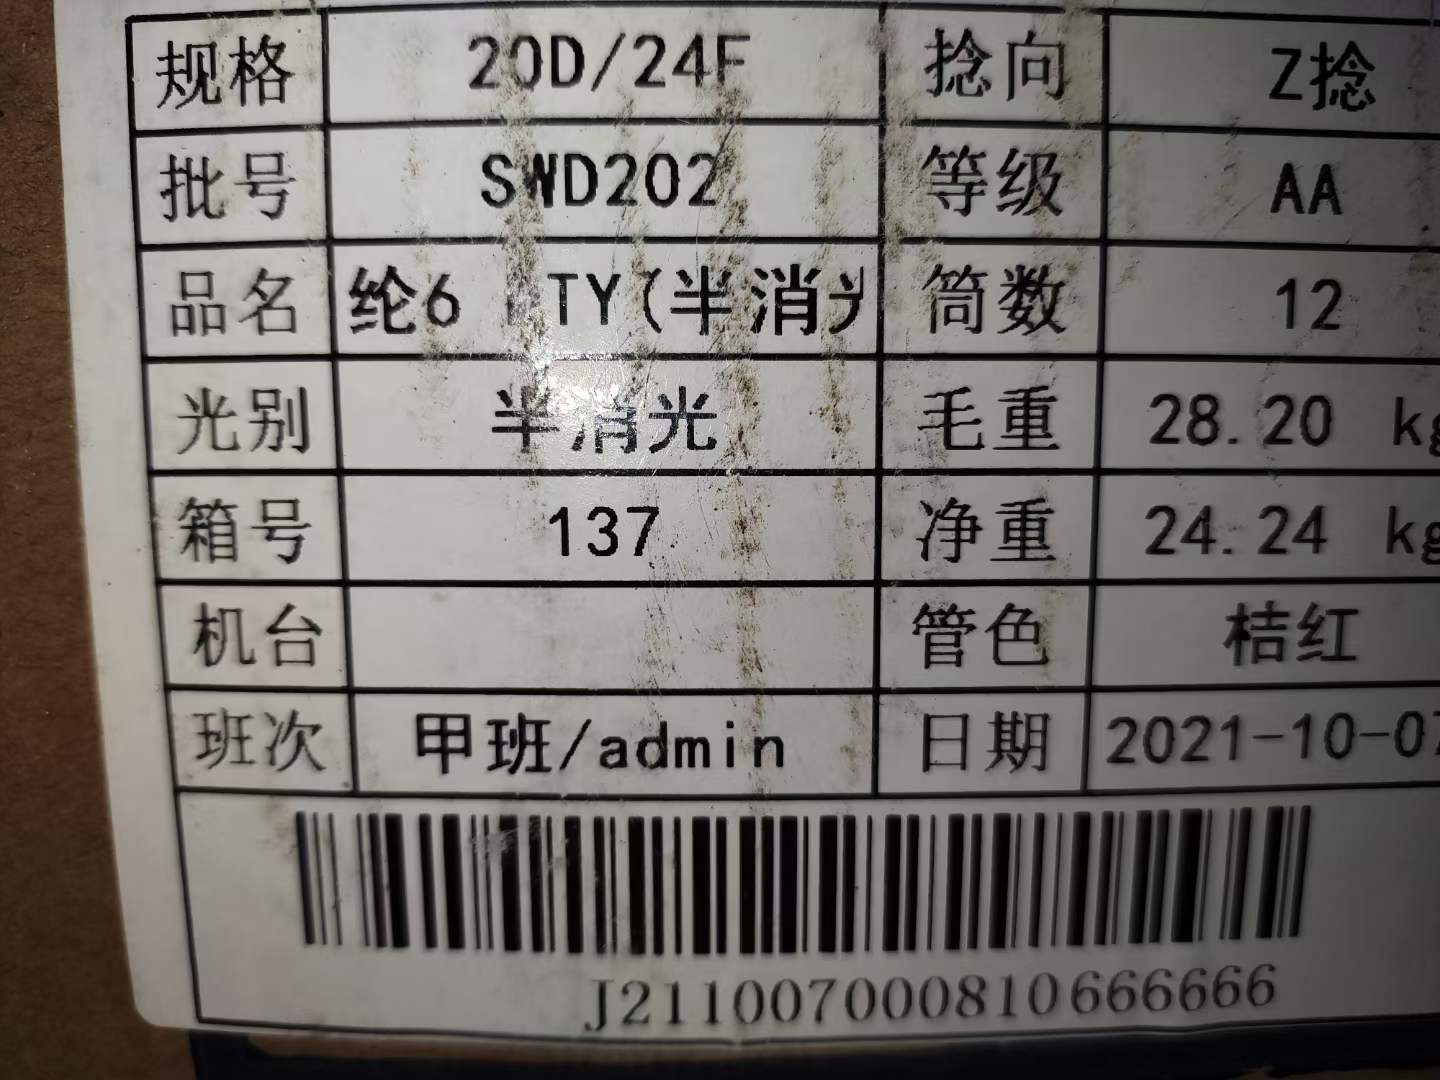 规格 20D/24F 捻向 Z捻
批号 SWD202 等级 AA
品名 纶6 TY(半消光 筒数 12
光别 半消光 毛重 28.20 kg
箱号 137 净重 24.24 kg
机台 管色 桔红
班次 甲班/admin 日期 2021-10-07
J211007000810666666